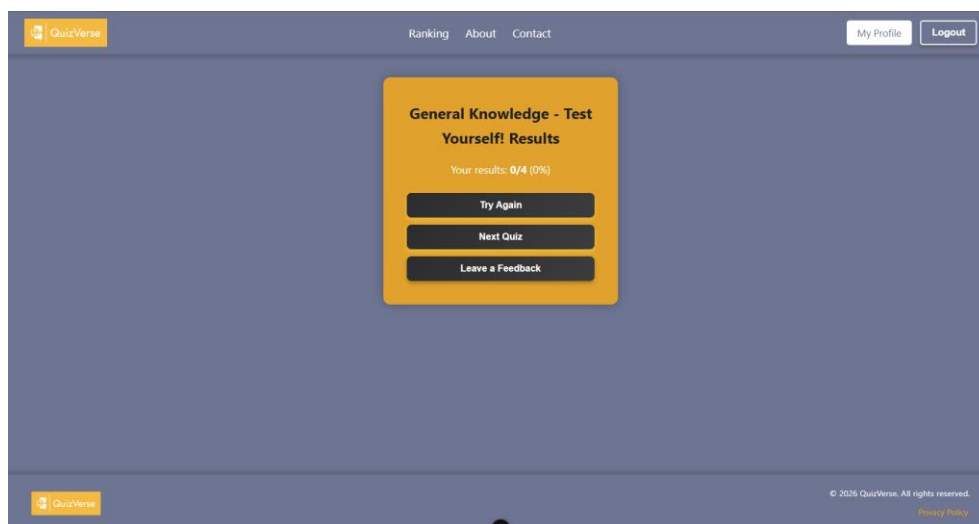 QuizVerse
Ranking About Contact
My Profile
Logout
General Knowledge - Test
Yourself! Results
Your results: 0/4 (0%)
Try Again
Next Quiz
Leave a Feedback
QuizVerse
© 2026 QuizVerse. All rights reserved.
Privacy Policy